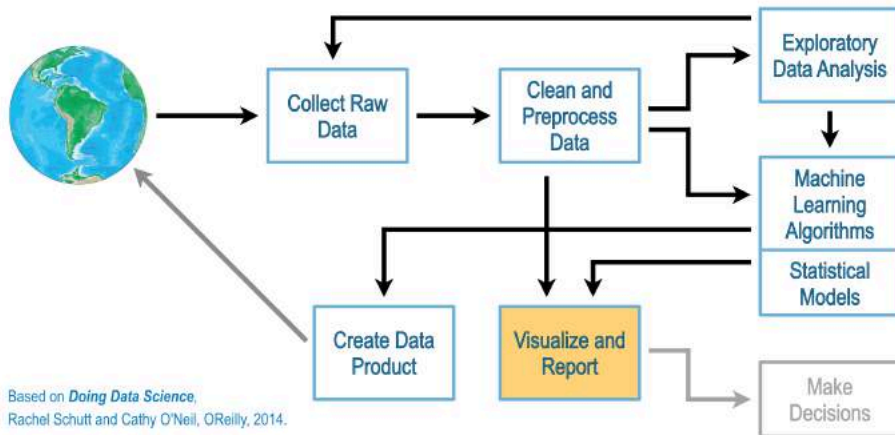 Exploratory
Data Analysis
Collect Raw
Data
Clean and
Preprocess
Data
Machine
Learning
Algorithms
Statistical
Models
Create Data
Product
Visualize and
Report
Make
Decisions
Based on Doing Data Science,
Rachel Schutt and Cathy O'Neil, OReilly, 2014.